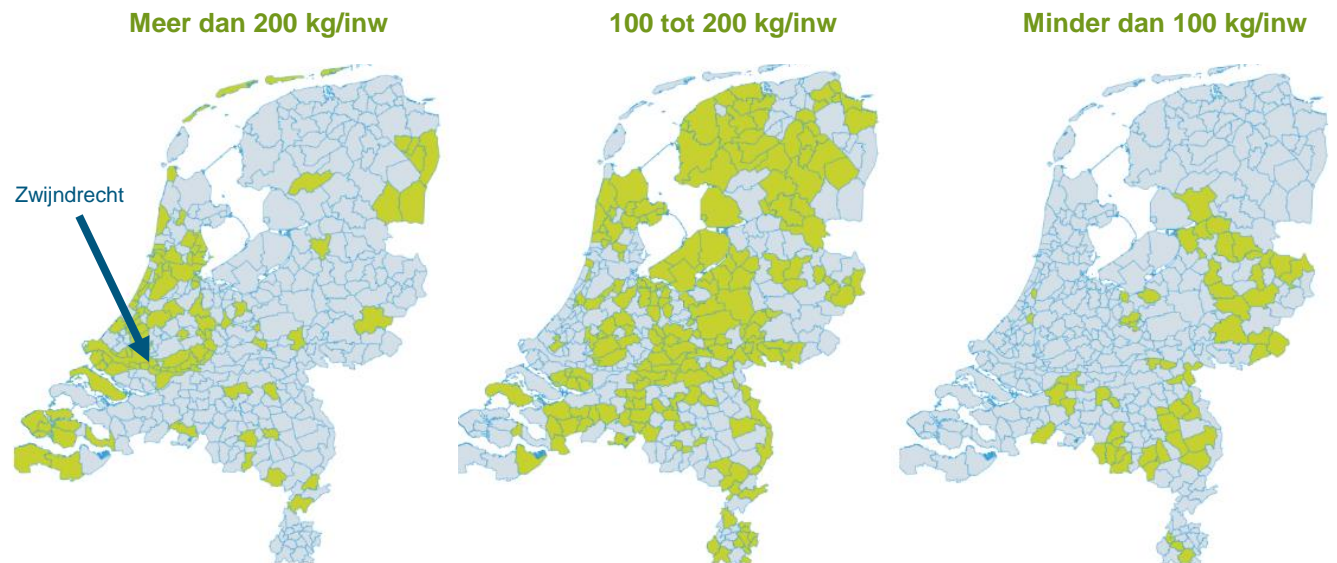 Meer dan 200 kg/inw
100 tot 200 kg/inw
Minder dan 100 kg/inw
Zwijndrecht